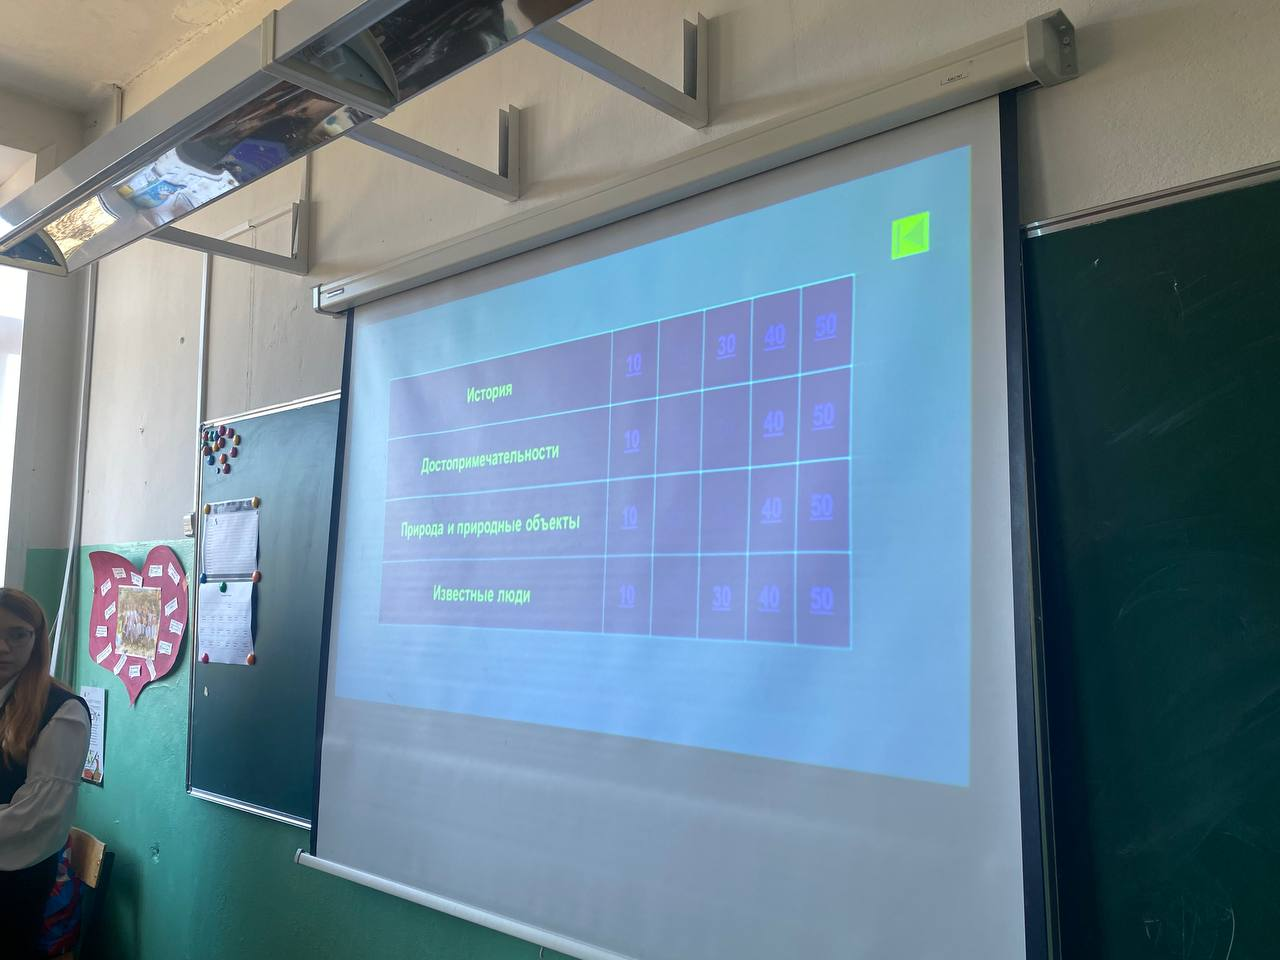 История 10 30 40 50
Достопримечательности 10 40 50
Природа и природные объекты 10 40 50
Известные люди 10 30 40 50